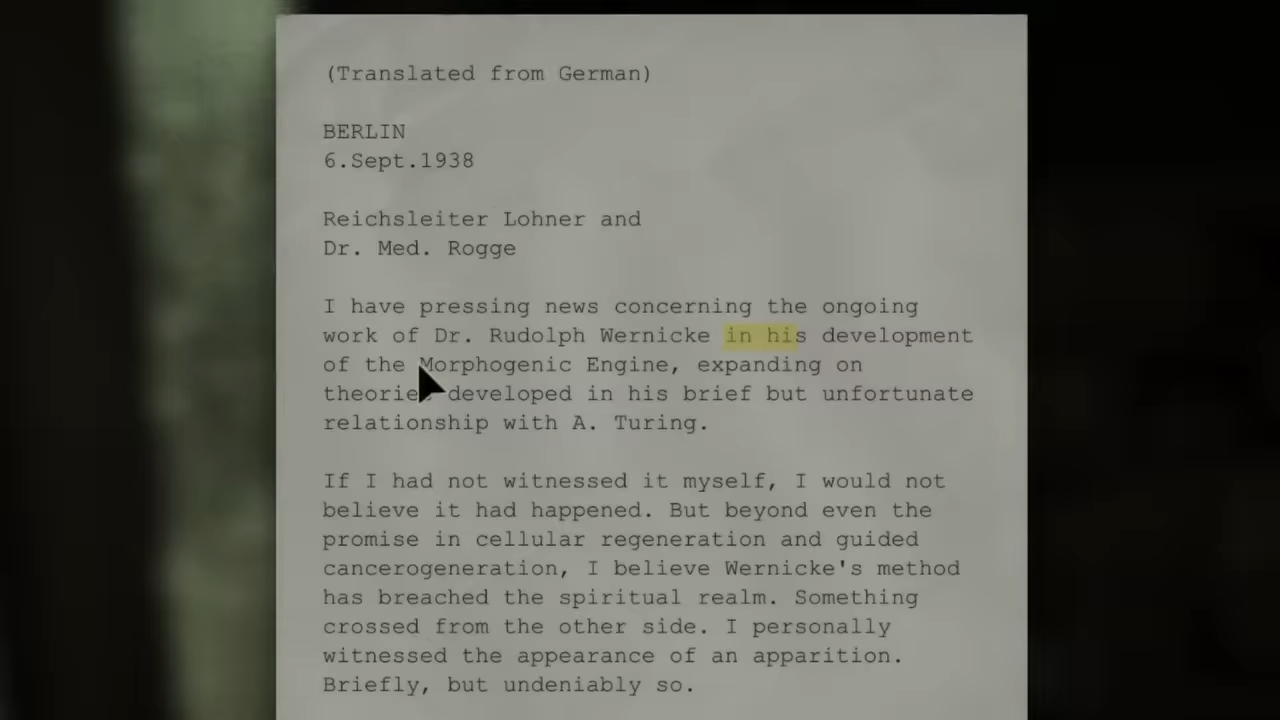 (Translated from German)
BERLIN
6.Sept.1938
Reichsleiter Lohner and
Dr. Med. Rogge
I have pressing news concerning the ongoing
work of Dr. Rudolph Wernicke in his development
of the Morphogenic Engine, expanding on
theories developed in his brief but unfortunate
relationship with A. Turing.
If I had not witnessed it myself, I would not
believe it had happened. But beyond even the
promise in cellular regeneration and guided
cancerogeneration, I believe Wernicke's method
has breached the spiritual realm. Something
crossed from the other side. I personally
witnessed the appearance of an apparition.
Briefly, but undeniably so.